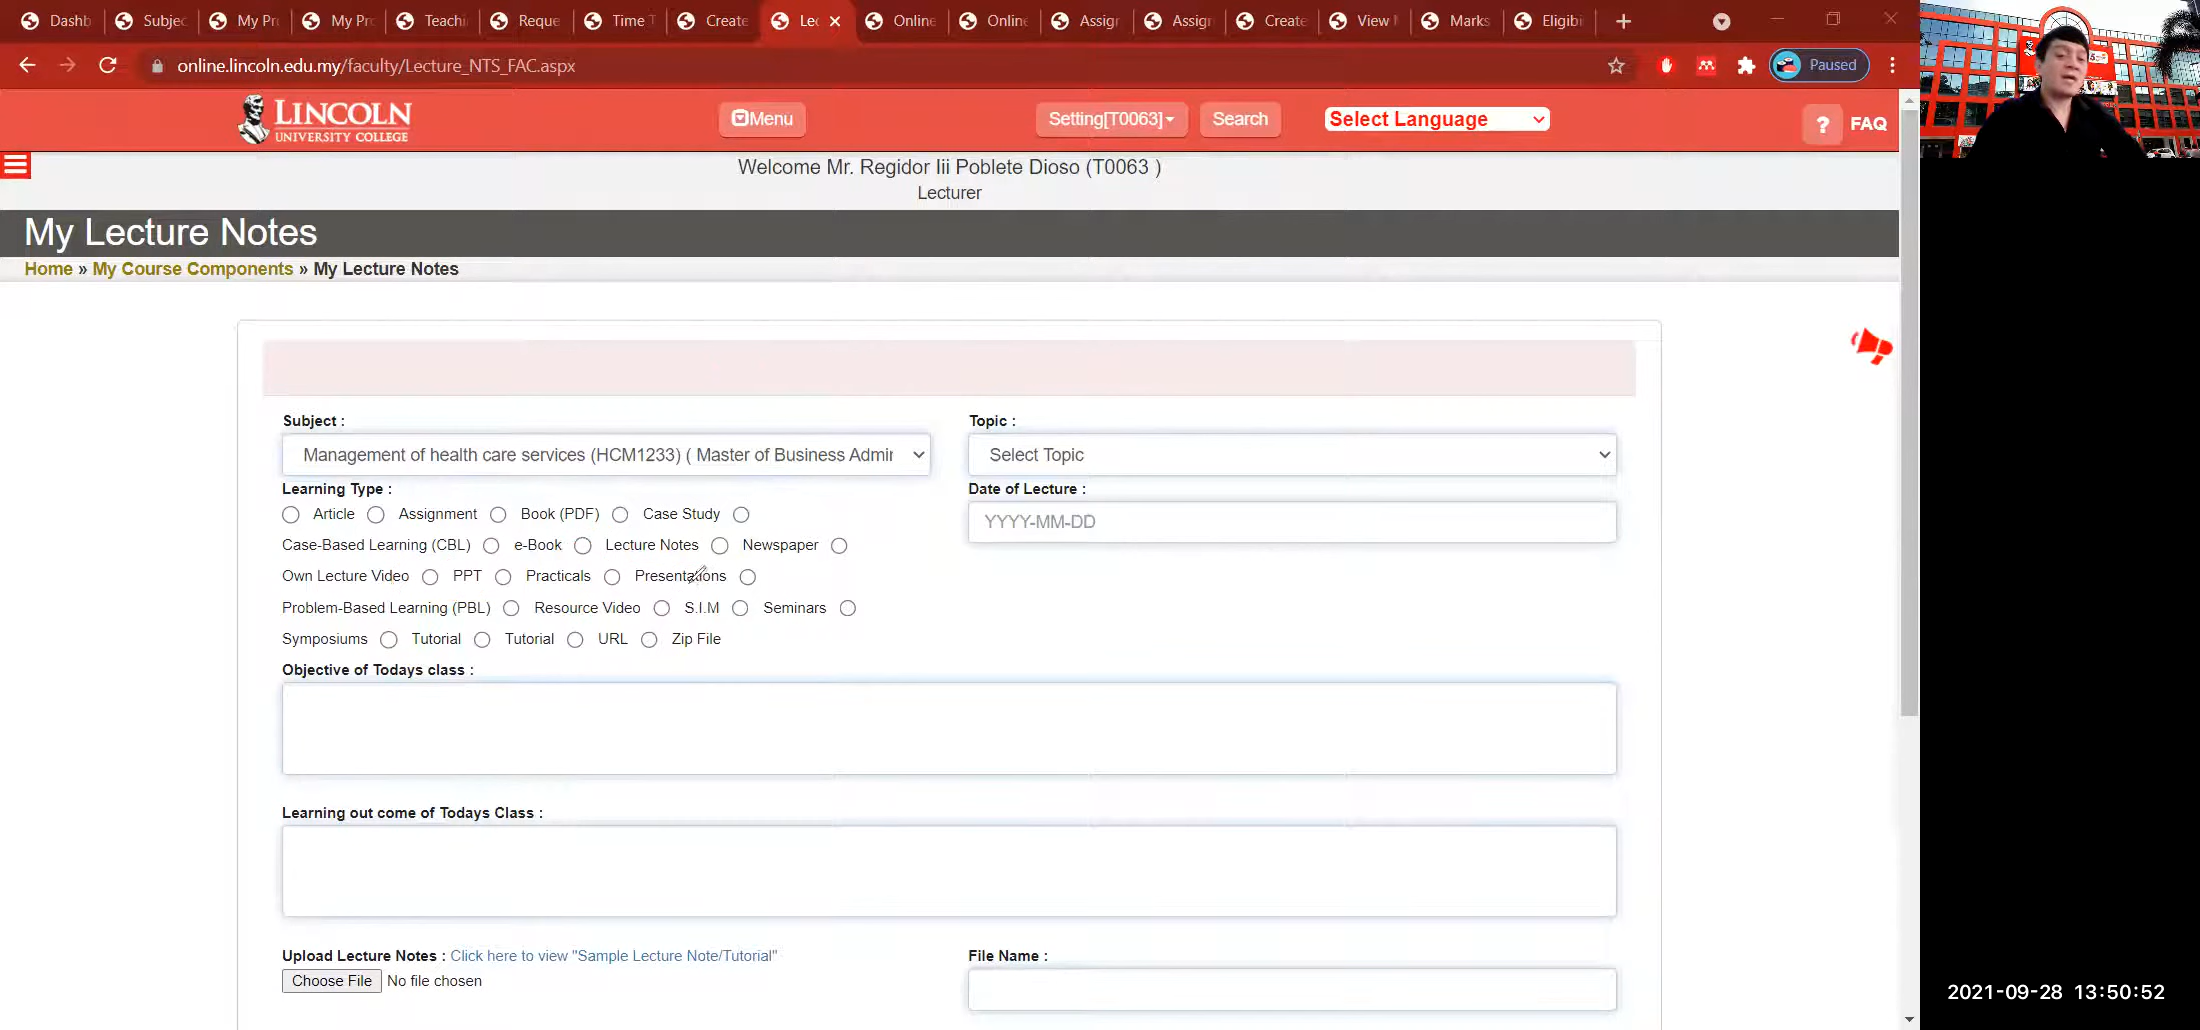 Dashb Subjec My Pr My Pr Teachi Reque Time T Create Lec Online Online Assign Assign Create View Marks Eligibi
online.lincoln.edu.my/faculty/Lecture_NTS_FAC.aspx Paused
LINCOLN
UNIVERSITY COLLEGE
Menu Setting[T0063] Search Select Language ? FAQ
Welcome Mr. Regidor Iii Poblete Dioso (T0063 )
Lecturer
My Lecture Notes
Home » My Course Components » My Lecture Notes
Subject : Topic :
Management of health care services (HCM1233) ( Master of Business Admir Select Topic
Learning Type : Date of Lecture :
Article Assignment Book (PDF) Case Study
YYYY-MM-DD
Case-Based Learning (CBL) e-Book Lecture Notes Newspaper
Own Lecture Video PPT Practicals Presentations
Problem-Based Learning (PBL) Resource Video S.I.M Seminars
Symposiums Tutorial Tutorial URL Zip File
Objective of Todays class :
Learning out come of Todays Class :
Upload Lecture Notes : Click here to view "Sample Lecture Note/Tutorial" File Name :
Choose File No file chosen
2021-09-28 13:50:52